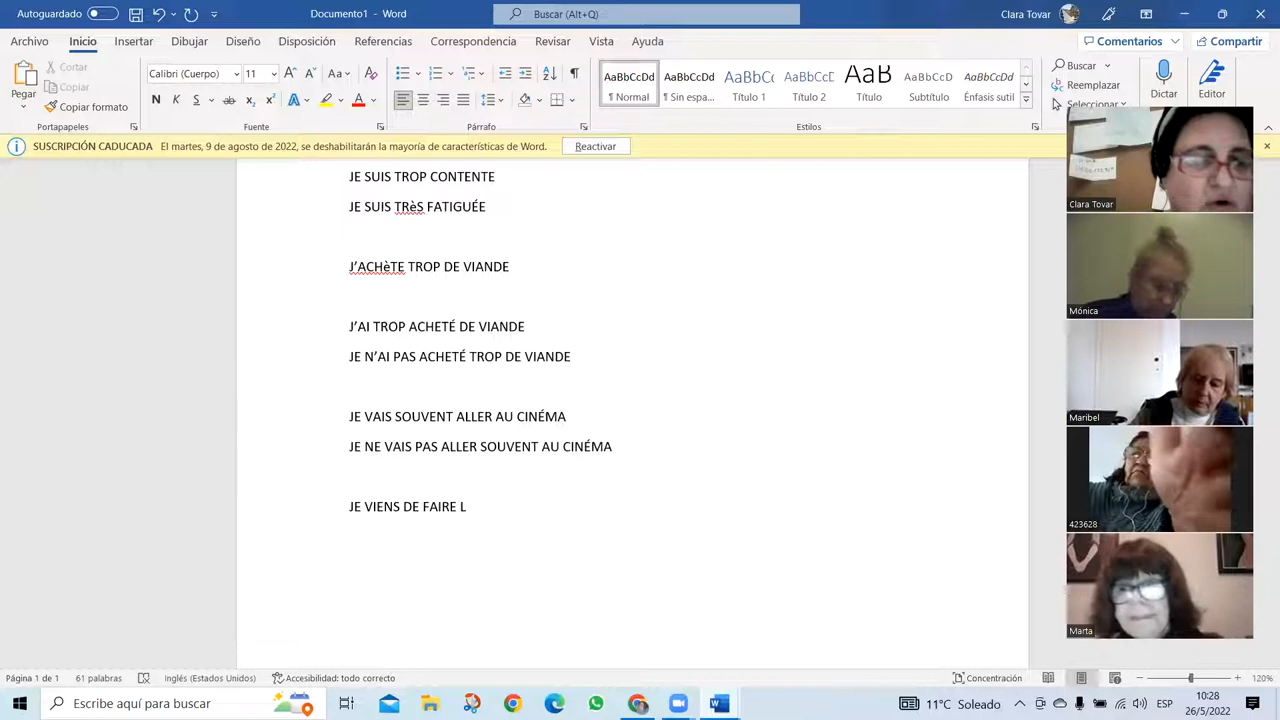 Autoguardado
Buscar (Alt+Q)
Clara Tovar
Archivo Inicio Insertar Dibujar Diseño Disposición Referencias Correspondencia Revisar Vista Ayuda
Comentarios Compartir
Pegar
Cortar
Copiar
Copiar formato
Portapapeles
Calibri (Cuerpo) 11
N K S
Fuente
Párrafo
AaBbCcDd AaBbCcDd AaBbCc AaBbCcD AaB AaBbCcD AaBbCcDd
¶ Normal ¶ Sin espa... Título 1 Título 2 Título Subtítulo Énfasis sutil
Estilos
Buscar
Reemplazar
Seleccionar
Dictar
Editor
SUSCRIPCIÓN CADUCADA El martes, 9 de agosto de 2022, se deshabilitarán la mayoría de características de Word. Reactivar
JE SUIS TROP CONTENTE
JE SUIS TRèS FATIGUÉE
J'ACHèTE TROP DE VIANDE
J'AI TROP ACHETÉ DE VIANDE
JE N'AI PAS ACHETÉ TROP DE VIANDE
JE VAIS SOUVENT ALLER AU CINÉMA
JE NE VAIS PAS ALLER SOUVENT AU CINÉMA
JE VIENS DE FAIRE L
Clara Tovar
Mónica
Maribel
423628
Marta
Página 1 de 1 61 palabras Inglés (Estados Unidos) Accesibilidad: todo correcto
Concentración 120%
Escribe aquí para buscar
11°C Soleado
ESP
10:28
26/5/2022